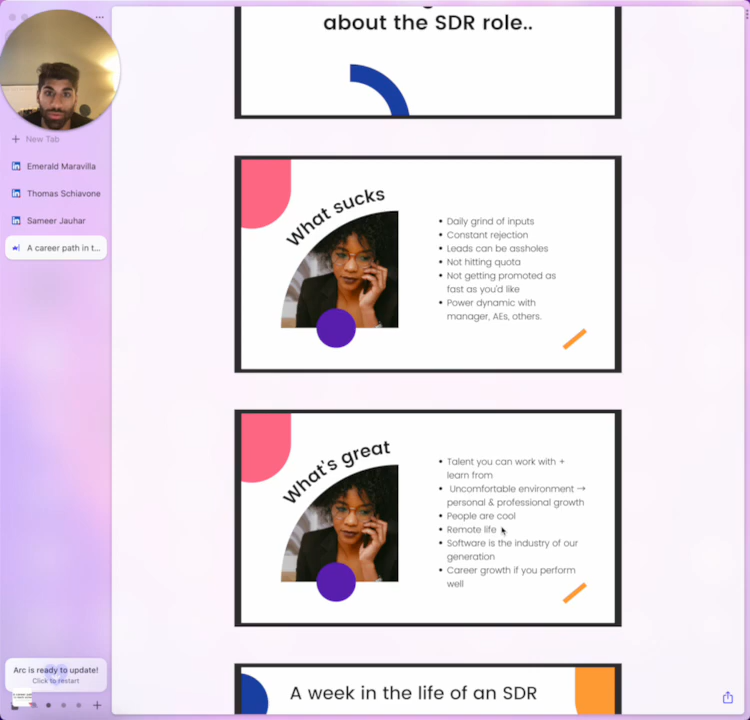 about the SDR role..
New Tab
Emerald Maravilla
Thomas Schiavone
Sameer Jauhar
A career path in t...
What sucks
• Daily grind of inputs
• Constant rejection
• Leads can be assholes
• Not hitting quota
• Not getting promoted as
fast as you'd like
• Power dynamic with
manager, AEs, others.
What's great
• Talent you can work with +
learn from
• Uncomfortable environment →
personal & professional growth
• People are cool
• Remote life
• Software is the industry of our
generation
• Career growth if you perform
well
Arc is ready to update!
Click to restart
A week in the life of an SDR